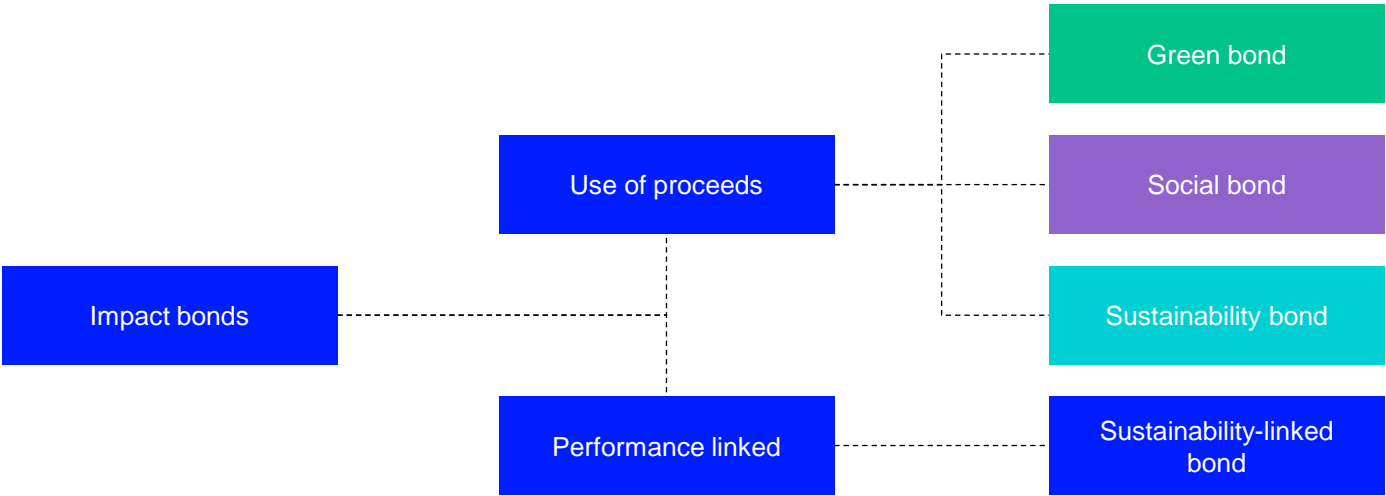 Green bond
Use of proceeds
Social bond
Impact bonds
Sustainability bond
Performance linked
Sustainability-linked
bond